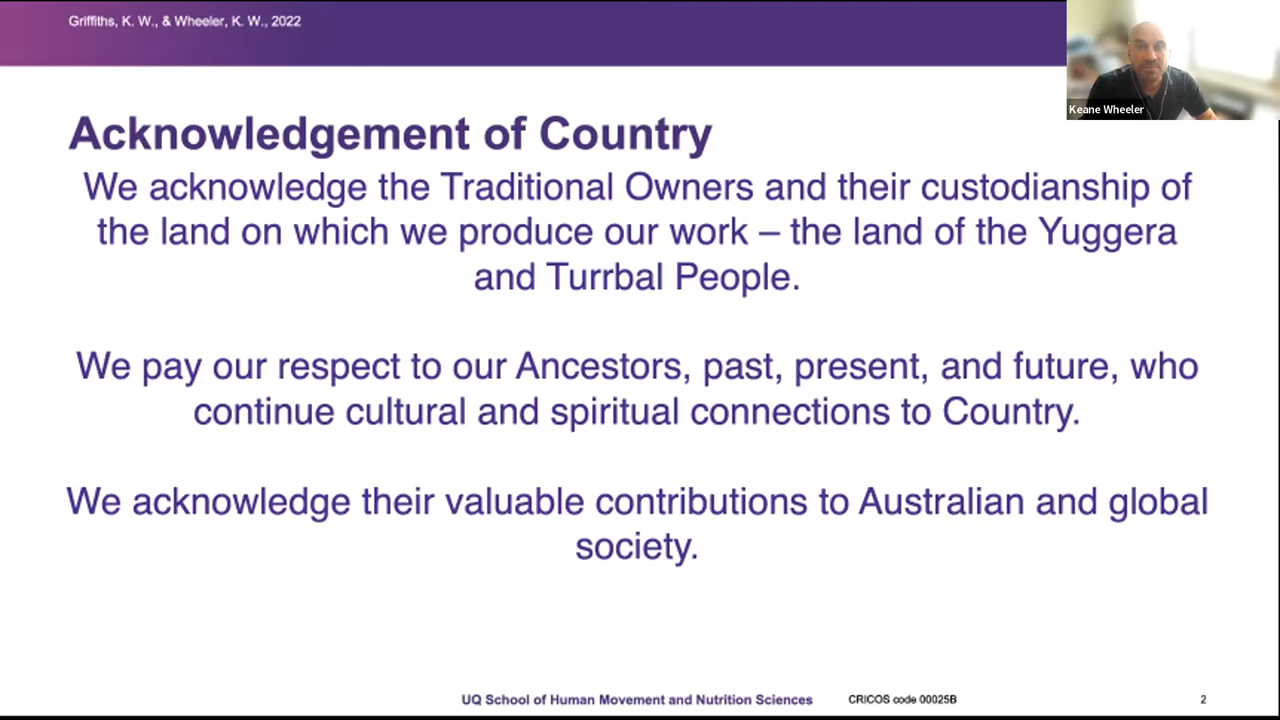 Griffiths, K. W., & Wheeler, K. W., 2022
Keane Wheeler
Acknowledgement of Country
We acknowledge the Traditional Owners and their custodianship of
the land on which we produce our work – the land of the Yuggera
and Turrbal People.
We pay our respect to our Ancestors, past, present, and future, who
continue cultural and spiritual connections to Country.
We acknowledge their valuable contributions to Australian and global
society.
UQ School of Human Movement and Nutrition Sciences CRICOS code 00025B 2